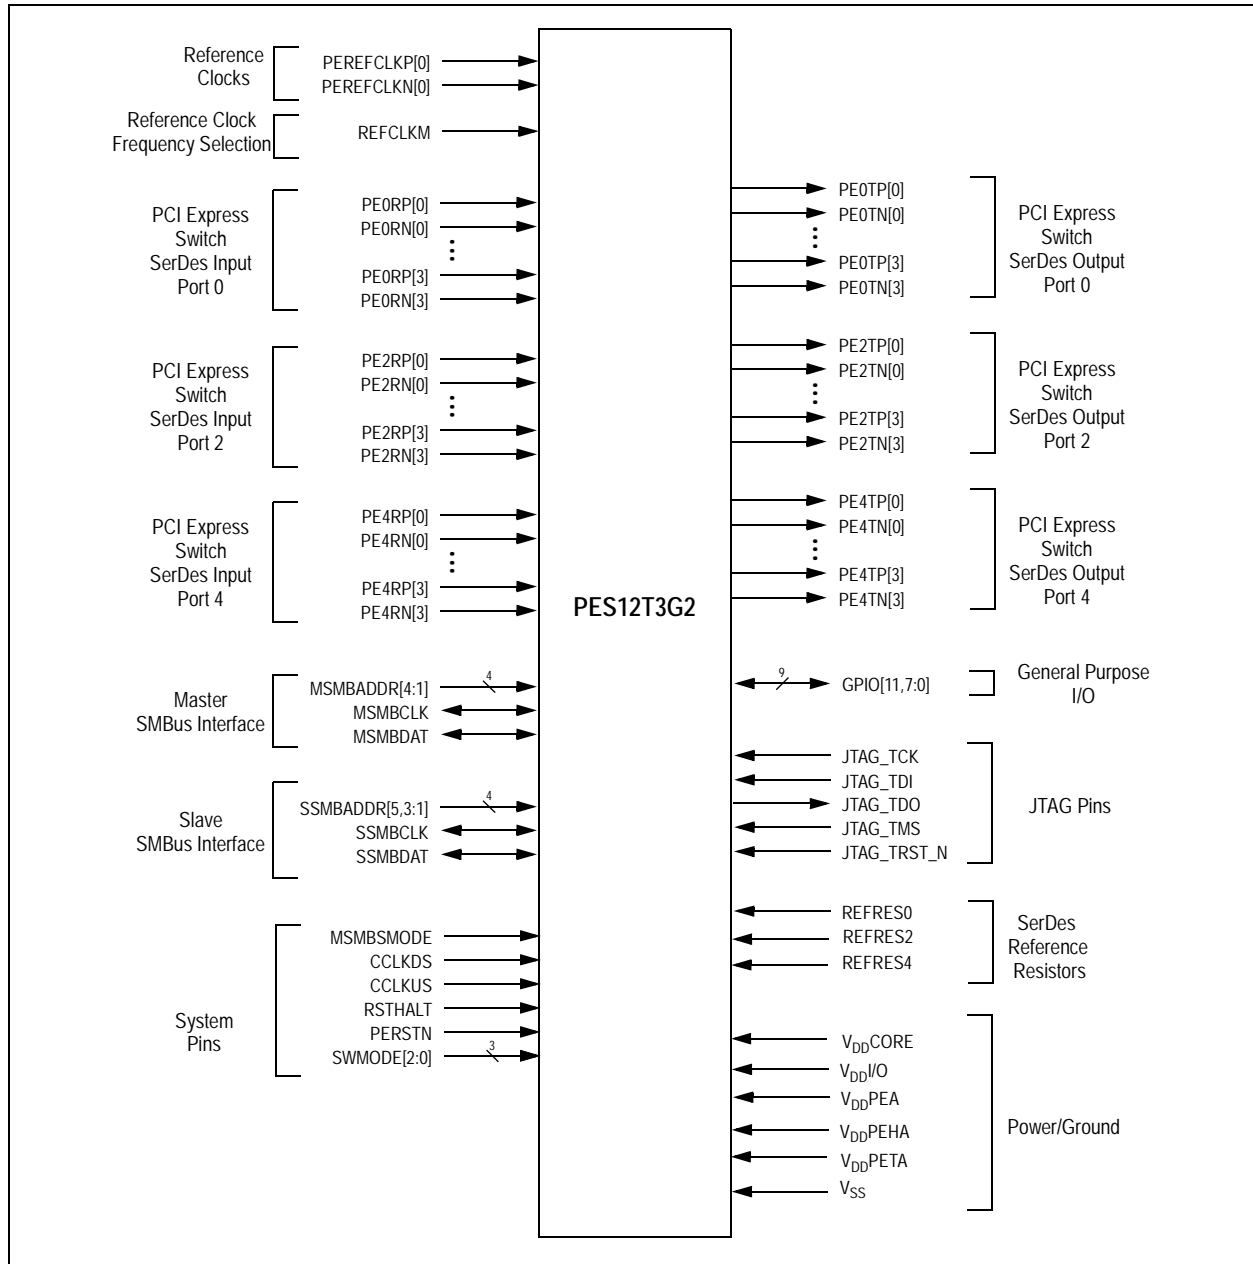 Reference
Clocks
PEREFCLKP[0]
PEREFCLKN[0]
Reference Clock
Frequency Selection
REFCLKM
PCI Express
Switch
SerDes Input
Port 0
PE0RP[0]
PE0RN[0]
PE0RP[3]
PE0RN[3]
PCI Express
Switch
SerDes Input
Port 2
PE2RP[0]
PE2RN[0]
PE2RP[3]
PE2RN[3]
PCI Express
Switch
SerDes Input
Port 4
PE4RP[0]
PE4RN[0]
PE4RP[3]
PE4RN[3]
Master
SMBus Interface
MSMBADDR[4:1]
4
MSMBCLK
MSMBDAT
Slave
SMBus Interface
SSMBADDR[5,3:1]
4
SSMBCLK
SSMBDAT
System
Pins
MSMBSMODE
CCLKDS
CCLKUS
RSTHALT
PERSTN
SWMODE[2:0]
3
PES12T3G2
PE0TP[0]
PE0TN[0]
PE0TP[3]
PE0TN[3]
PCI Express
Switch
SerDes Output
Port 0
PE2TP[0]
PE2TN[0]
PE2TP[3]
PE2TN[3]
PCI Express
Switch
SerDes Output
Port 2
PE4TP[0]
PE4TN[0]
PE4TP[3]
PE4TN[3]
PCI Express
Switch
SerDes Output
Port 4
9
GPIO[11,7:0]
General Purpose
I/O
JTAG_TCK
JTAG_TDI
JTAG_TDO
JTAG_TMS
JTAG_TRST_N
JTAG Pins
REFRES0
REFRES2
REFRES4
SerDes
Reference
Resistors
VDDCORE
VDDI/O
VDDPEA
VDDPEHA
VDDPETA
VSS
Power/Ground